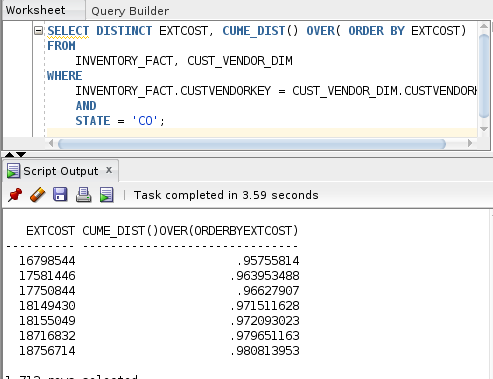 Worksheet Query Builder
SELECT DISTINCT EXTCOST, CUME_DIST() OVER( ORDER BY EXTCOST)
FROM
INVENTORY_FACT, CUST_VENDOR_DIM
WHERE
INVENTORY_FACT.CUSTVENDORKEY = CUST_VENDOR_DIM.CUSTVENDORK
AND
STATE = 'CO';
Script Output x
Task completed in 3.59 seconds
EXTCOST CUME_DIST()OVER(ORDERBYEXTCOST)
---------- -------------------------------
16798544 .95755814
17581446 .963953488
17750844 .96627907
18149430 .971511628
18155049 .972093023
18716832 .979651163
18756714 .980813953
rows selected